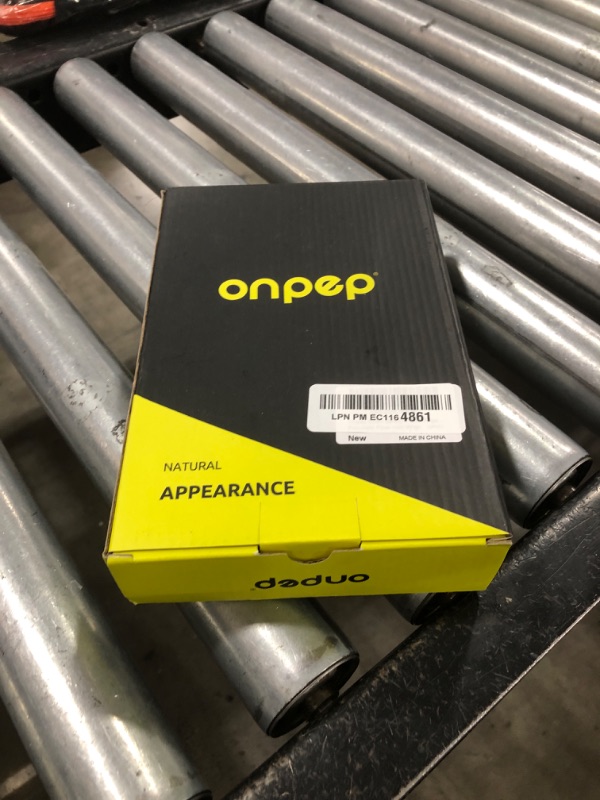 onpep®
LPN PM EC1164861
New MADE IN CHINA
NATURAL
APPEARANCE
onpep®